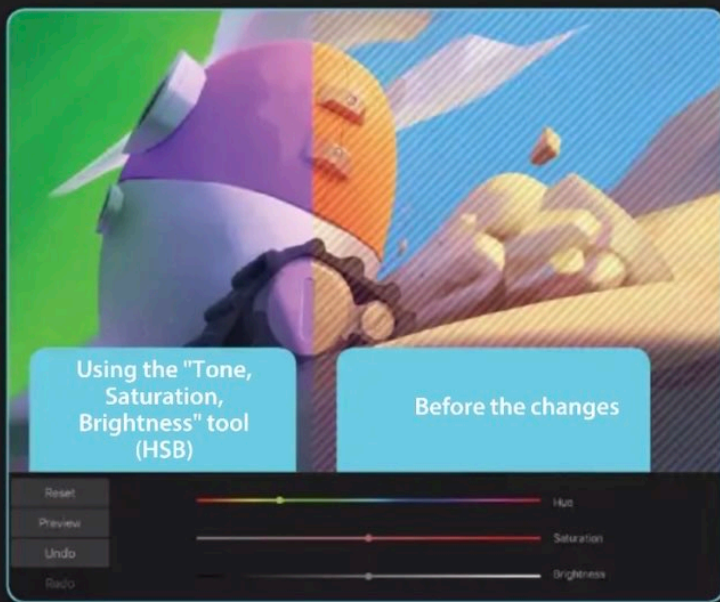 Using the "Tone,
Saturation,
Brightness" tool
(HSB)
Before the changes
Reset
Preview
Undo
Redo
Hue
Saturation
Brightness